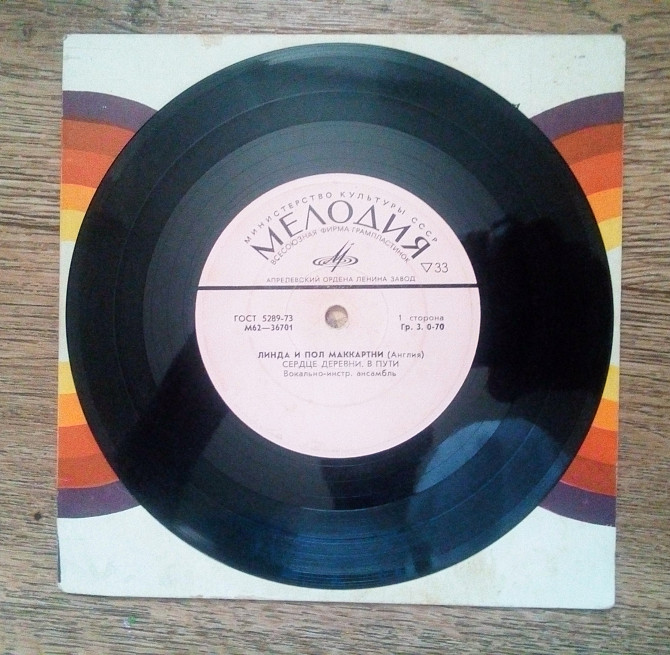 МИНИСТЕРСТВО КУЛЬТУРЫ СССР
МЕЛОДИЯ
ВСЕСОЮЗНАЯ ФИРМА ГРАМПЛАСТИНОК
▽33
АПРЕЛЕВСКИЙ ОРДЕНА ЛЕНИНА ЗАВОД
ГОСТ 5289-73
М62—36701
1 сторона
Гр. 3. 0-70
ЛИНДА И ПОЛ МАККАРТНИ (Англия)
СЕРДЦЕ ДЕРЕВНИ. В ПУТИ
Вокально-инстр. ансамбль